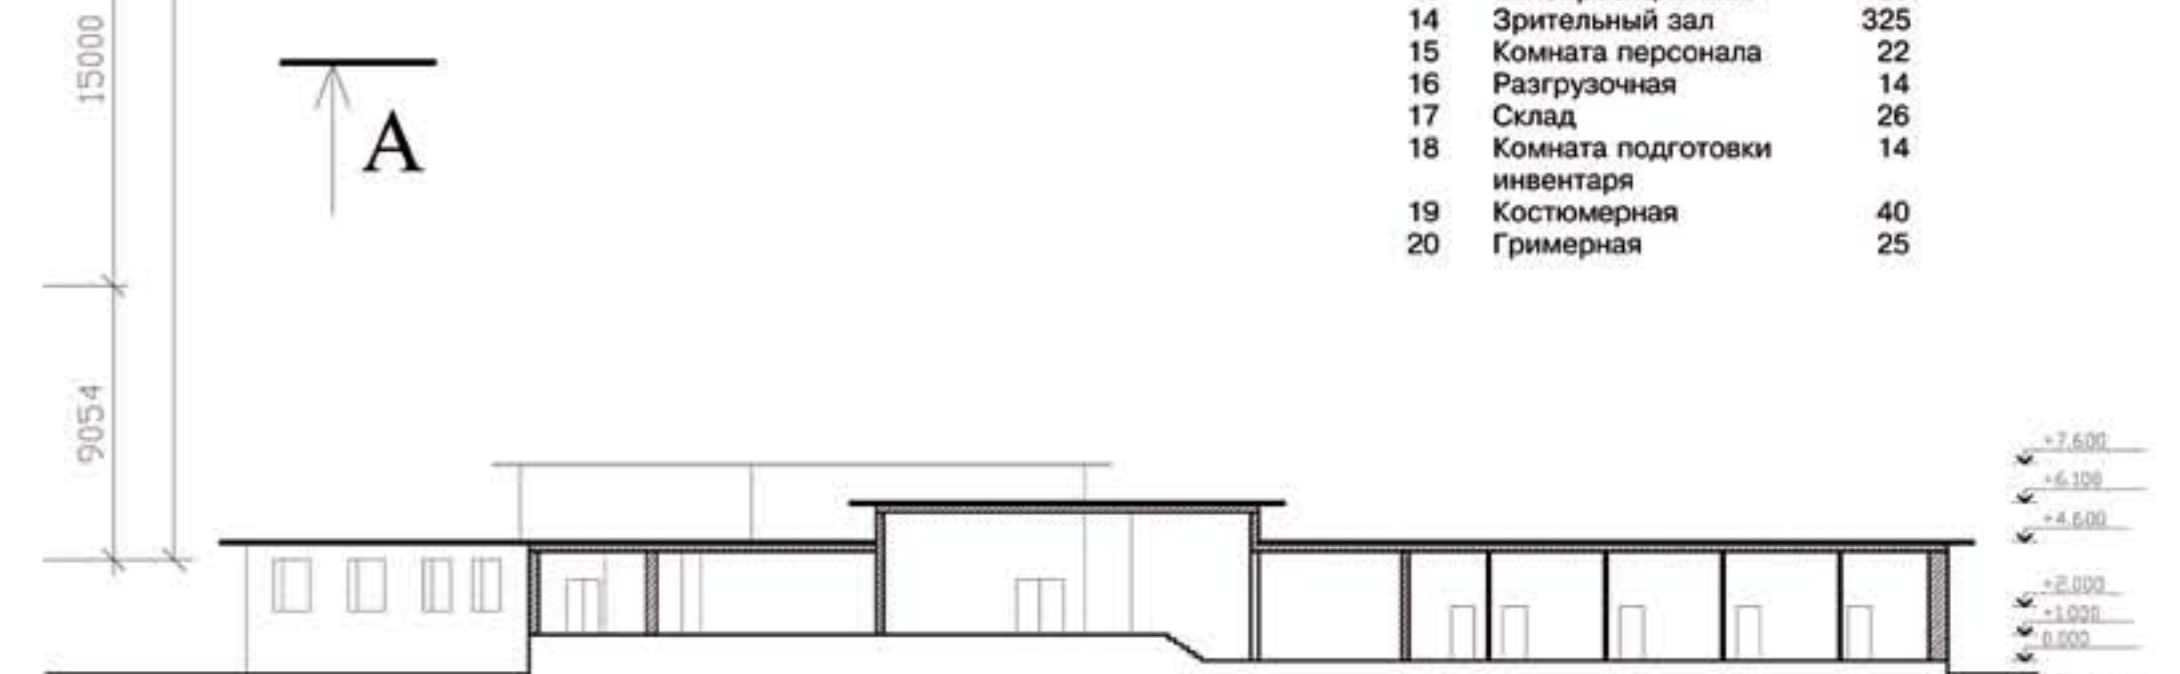 15000
A
14 Зрительный зал 325
15 Комната персонала 22
16 Разгрузочная 14
17 Склад 26
18 Комната подготовки 14
инвентаря
19 Костюмерная 40
20 Гримерная 25
9054
+7.600
+6.100
+4.600
+2.000
+1.000
0.000